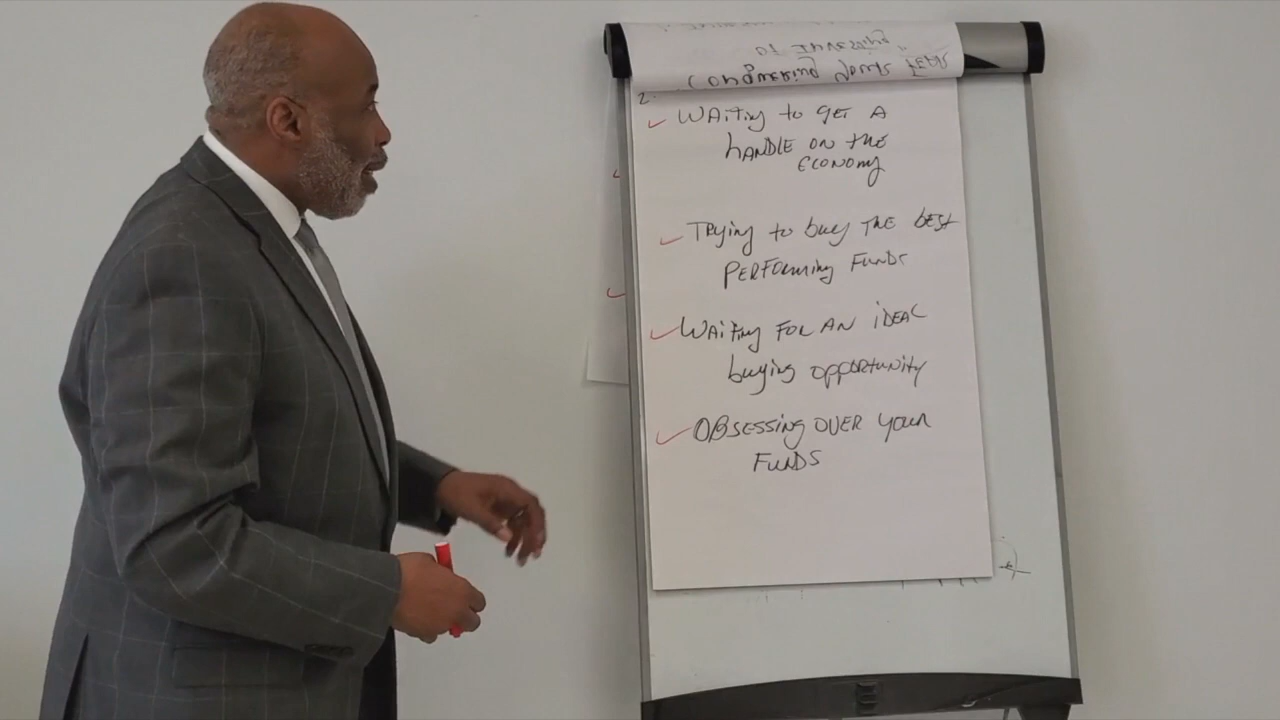 2.
WAiting to gET A
hANDLE ON the
ECONOMY
TRying to buy THE bEST
PERFORMINg FUNDS
WAiting FOR AN iDEAL
buying opportunity
OBSESSINg OVER YOUR
FUNDS